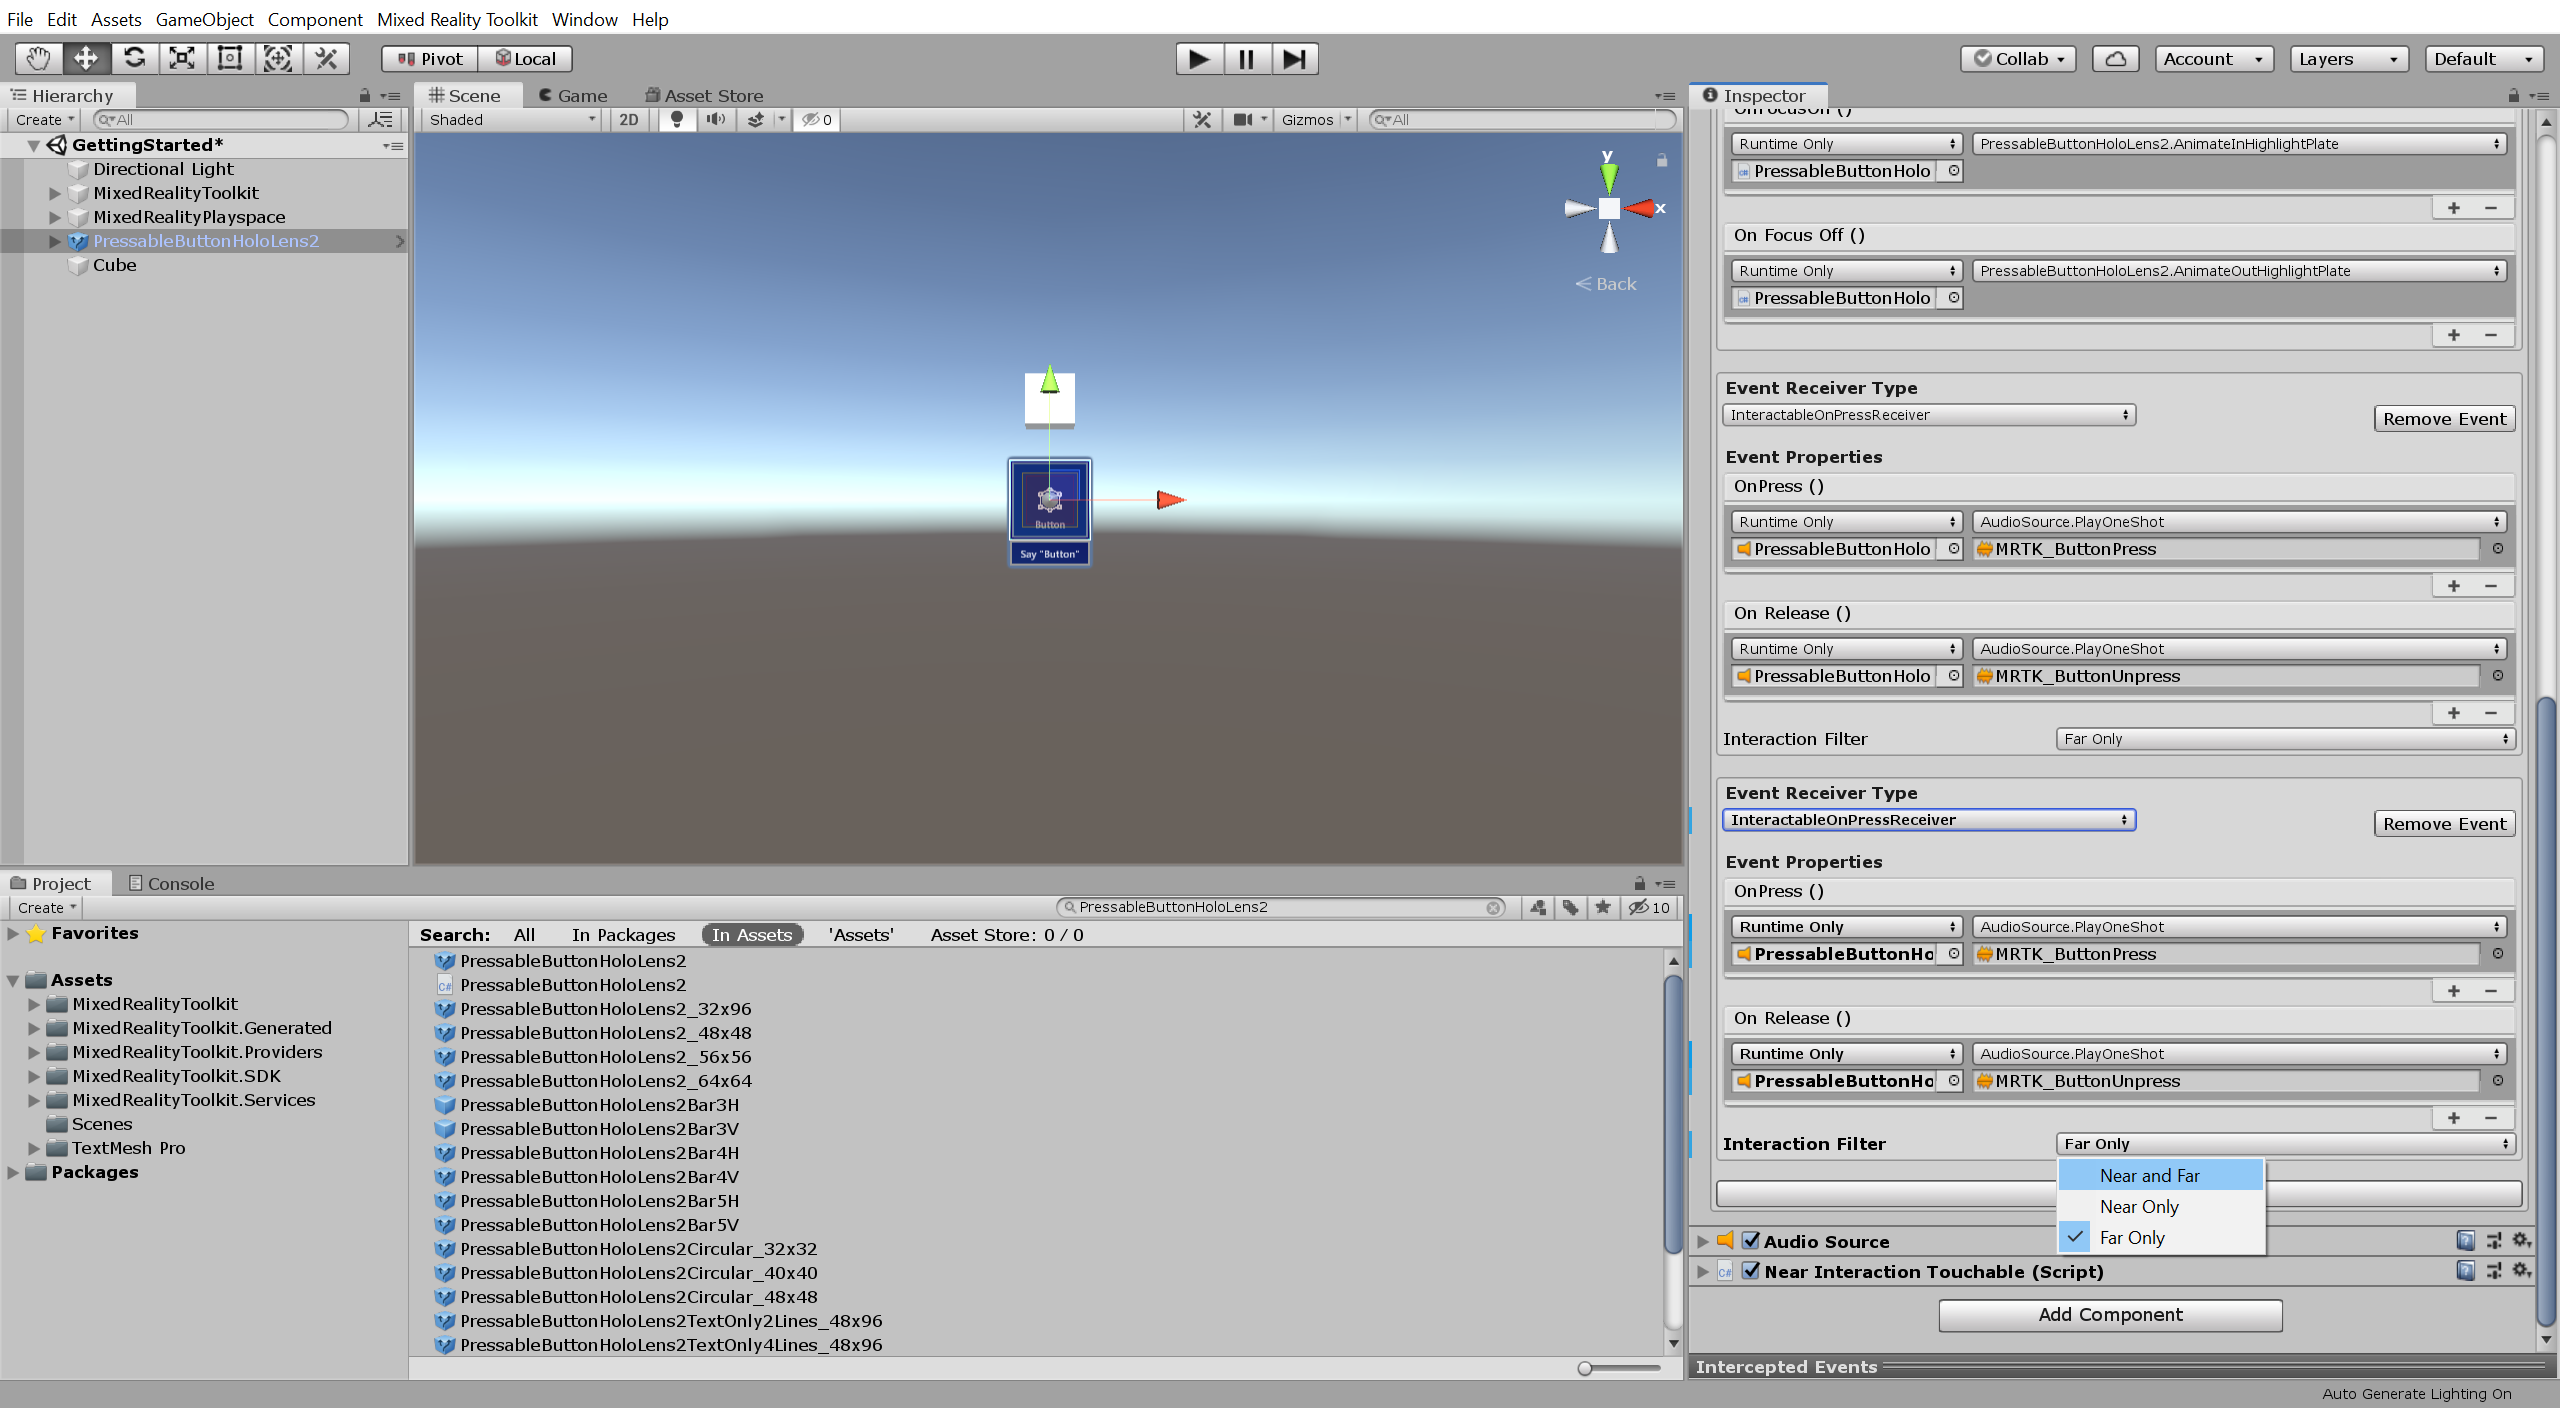 File Edit Assets GameObject Component Mixed Reality Toolkit Window Help
Pivot Local Collab Account Layers Default
Hierarchy
Create All
GettingStarted*
Directional Light
MixedRealityToolkit
MixedRealityPlayspace
PressableButtonHoloLens2
Cube
Scene Game Asset Store
Shaded 2D 0 Gizmos All
y
x
Back
Button
Say "Button"
Project Console
Create PressableButtonHoloLens2 10
Favorites
Assets
MixedRealityToolkit
MixedRealityToolkit.Generated
MixedRealityToolkit.Providers
MixedRealityToolkit.SDK
MixedRealityToolkit.Services
Scenes
TextMesh Pro
Packages
Search: All In Packages In Assets 'Assets' Asset Store: 0 / 0
PressableButtonHoloLens2
PressableButtonHoloLens2
PressableButtonHoloLens2_32x96
PressableButtonHoloLens2_48x48
PressableButtonHoloLens2_56x56
PressableButtonHoloLens2_64x64
PressableButtonHoloLens2Bar3H
PressableButtonHoloLens2Bar3V
PressableButtonHoloLens2Bar4H
PressableButtonHoloLens2Bar4V
PressableButtonHoloLens2Bar5H
PressableButtonHoloLens2Bar5V
PressableButtonHoloLens2Circular_32x32
PressableButtonHoloLens2Circular_40x40
PressableButtonHoloLens2Circular_48x48
PressableButtonHoloLens2TextOnly2Lines_48x96
PressableButtonHoloLens2TextOnly4Lines_48x96
Inspector
OnFocusOn ()
Runtime Only PressableButtonHoloLens2.AnimateInHighlightPlate
PressableButtonHolo
+ −
On Focus Off ()
Runtime Only PressableButtonHoloLens2.AnimateOutHighlightPlate
PressableButtonHolo
+ −
Event Receiver Type
InteractableOnPressReceiver Remove Event
Event Properties
OnPress ()
Runtime Only AudioSource.PlayOneShot
PressableButtonHolo MRTK_ButtonPress
+ −
On Release ()
Runtime Only AudioSource.PlayOneShot
PressableButtonHolo MRTK_ButtonUnpress
+ −
Interaction Filter Far Only
Event Receiver Type
InteractableOnPressReceiver Remove Event
Event Properties
OnPress ()
Runtime Only AudioSource.PlayOneShot
PressableButtonHo MRTK_ButtonPress
+ −
On Release ()
Runtime Only AudioSource.PlayOneShot
PressableButtonHo MRTK_ButtonUnpress
+ −
Interaction Filter Far Only
Near and Far
Near Only
Far Only
Audio Source
C# Near Interaction Touchable (Script)
Add Component
Intercepted Events
Auto Generate Lighting On